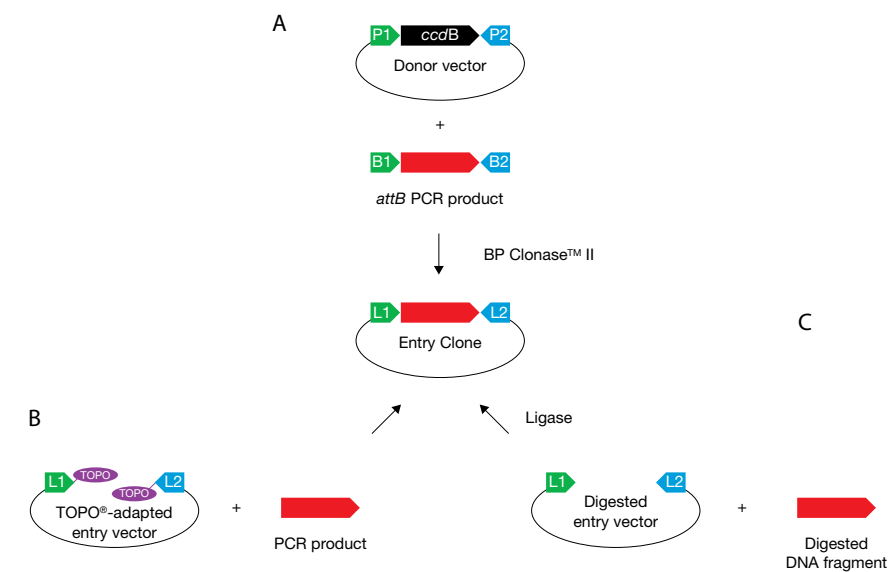 A
P1 ccdB P2
Donor vector
+
B1 B2
attB PCR product
BP Clonase™ II
L1 L2
Entry Clone
C
B
Ligase
L1 TOPO TOPO L2
TOPO®-adapted
entry vector
+
PCR product
L1 L2
Digested
entry vector
+
Digested
DNA fragment